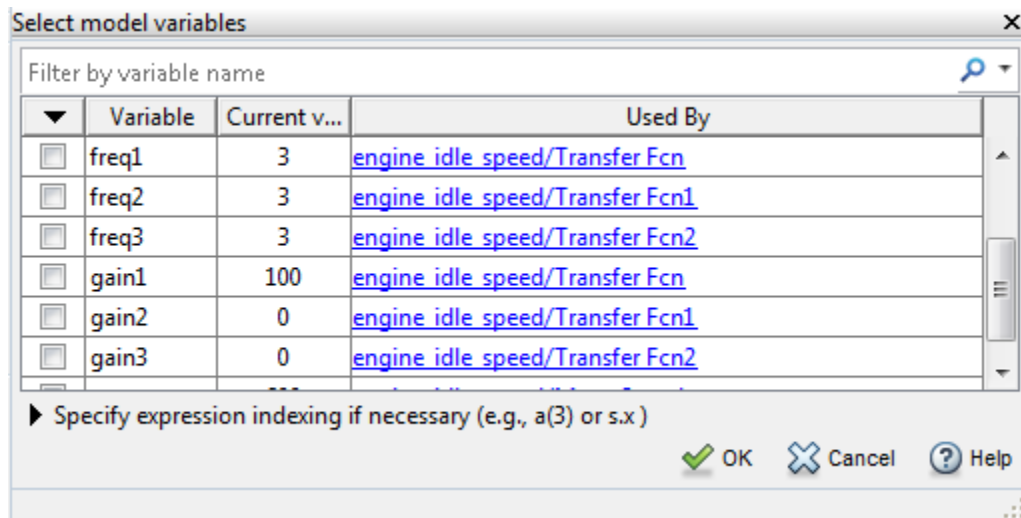 Select model variables
Filter by variable name
Variable Current v... Used By
freq1 3 engine_idle_speed/Transfer Fcn
freq2 3 engine_idle_speed/Transfer Fcn1
freq3 3 engine_idle_speed/Transfer Fcn2
gain1 100 engine_idle_speed/Transfer Fcn
gain2 0 engine_idle_speed/Transfer Fcn1
gain3 0 engine_idle_speed/Transfer Fcn2
Specify expression indexing if necessary (e.g., a(3) or s.x )
OK Cancel Help